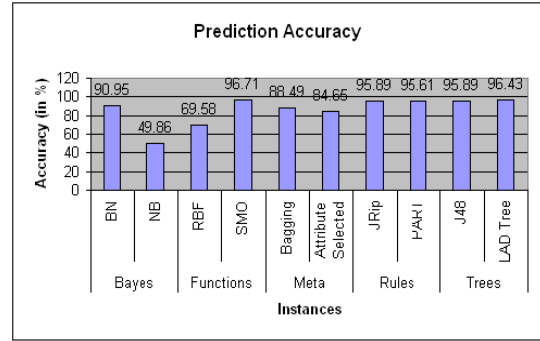 Prediction Accuracy
Accuracy (in %)
120
100
80
60
40
20
0
90.95
49.86
69.58
96.71
88.49
84.65
95.89
95.61
95.89
96.43
BN
NB
RBF
SMO
Bagging
Attribute
Selected
JRip
PART
J48
LAD Tree
Bayes
Functions
Meta
Rules
Trees
Instances